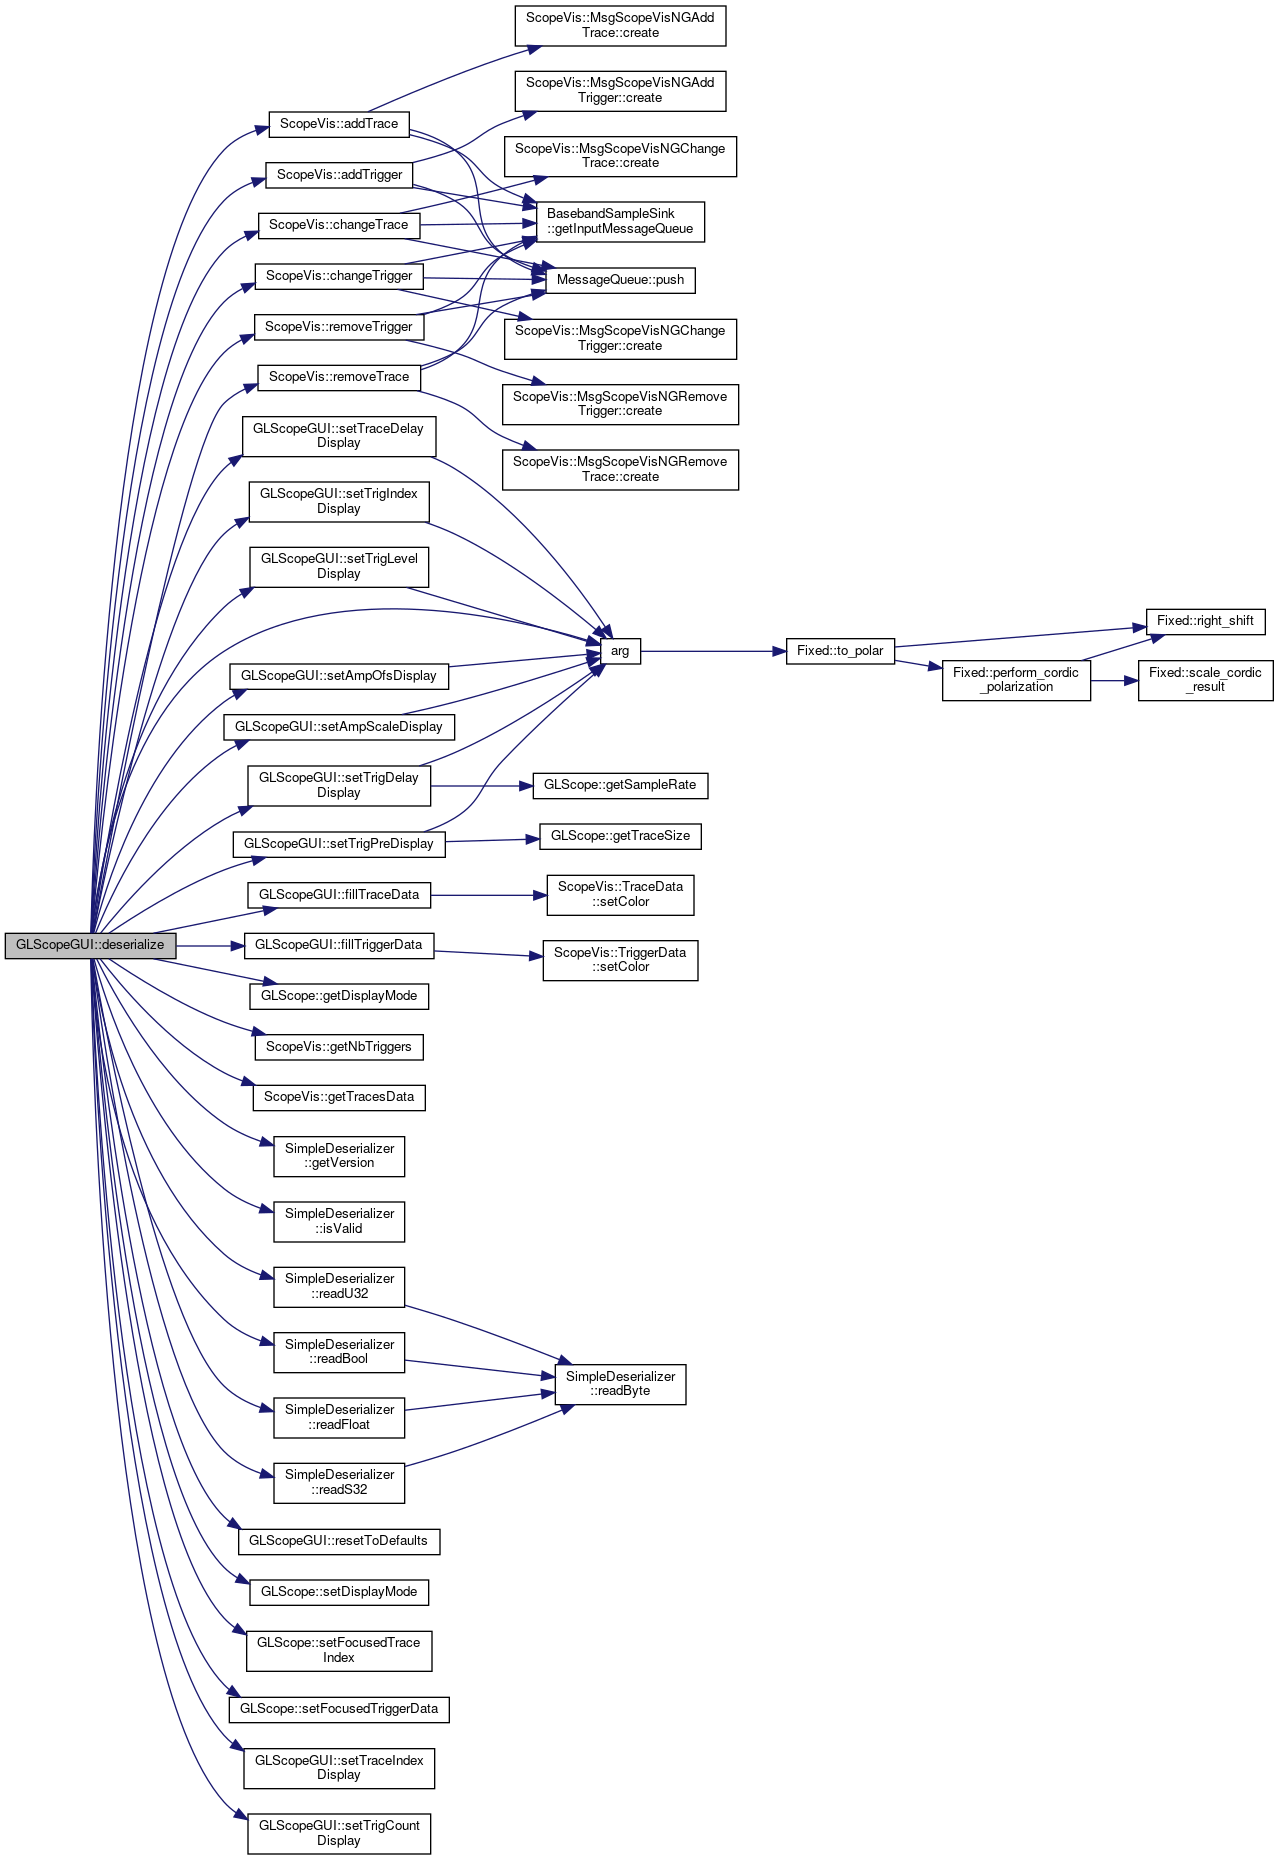 ScopeVis::MsgScopeVisNGAdd
Trace::create
ScopeVis::MsgScopeVisNGAdd
Trigger::create
ScopeVis::addTrace
ScopeVis::MsgScopeVisNGChange
Trace::create
ScopeVis::addTrigger
ScopeVis::changeTrace
BasebandSampleSink
::getInputMessageQueue
ScopeVis::changeTrigger
MessageQueue::push
ScopeVis::removeTrigger
ScopeVis::MsgScopeVisNGChange
Trigger::create
ScopeVis::removeTrace
ScopeVis::MsgScopeVisNGRemove
Trigger::create
GLScopeGUI::setTraceDelay
Display
ScopeVis::MsgScopeVisNGRemove
Trace::create
GLScopeGUI::setTrigIndex
Display
GLScopeGUI::setTrigLevel
Display
arg
Fixed::to_polar
Fixed::right_shift
Fixed::perform_cordic
_polarization
Fixed::scale_cordic
_result
GLScopeGUI::setAmpOfsDisplay
GLScopeGUI::setAmpScaleDisplay
GLScopeGUI::setTrigDelay
Display
GLScope::getSampleRate
GLScopeGUI::setTrigPreDisplay
GLScope::getTraceSize
GLScopeGUI::fillTraceData
ScopeVis::TraceData
::setColor
GLScopeGUI::deserialize
GLScopeGUI::fillTriggerData
ScopeVis::TriggerData
::setColor
GLScope::getDisplayMode
ScopeVis::getNbTriggers
ScopeVis::getTracesData
SimpleDeserializer
::getVersion
SimpleDeserializer
::isValid
SimpleDeserializer
::readU32
SimpleDeserializer
::readBool
SimpleDeserializer
::readByte
SimpleDeserializer
::readFloat
SimpleDeserializer
::readS32
GLScopeGUI::resetToDefaults
GLScope::setDisplayMode
GLScope::setFocusedTrace
Index
GLScope::setFocusedTriggerData
GLScopeGUI::setTraceIndex
Display
GLScopeGUI::setTrigCount
Display